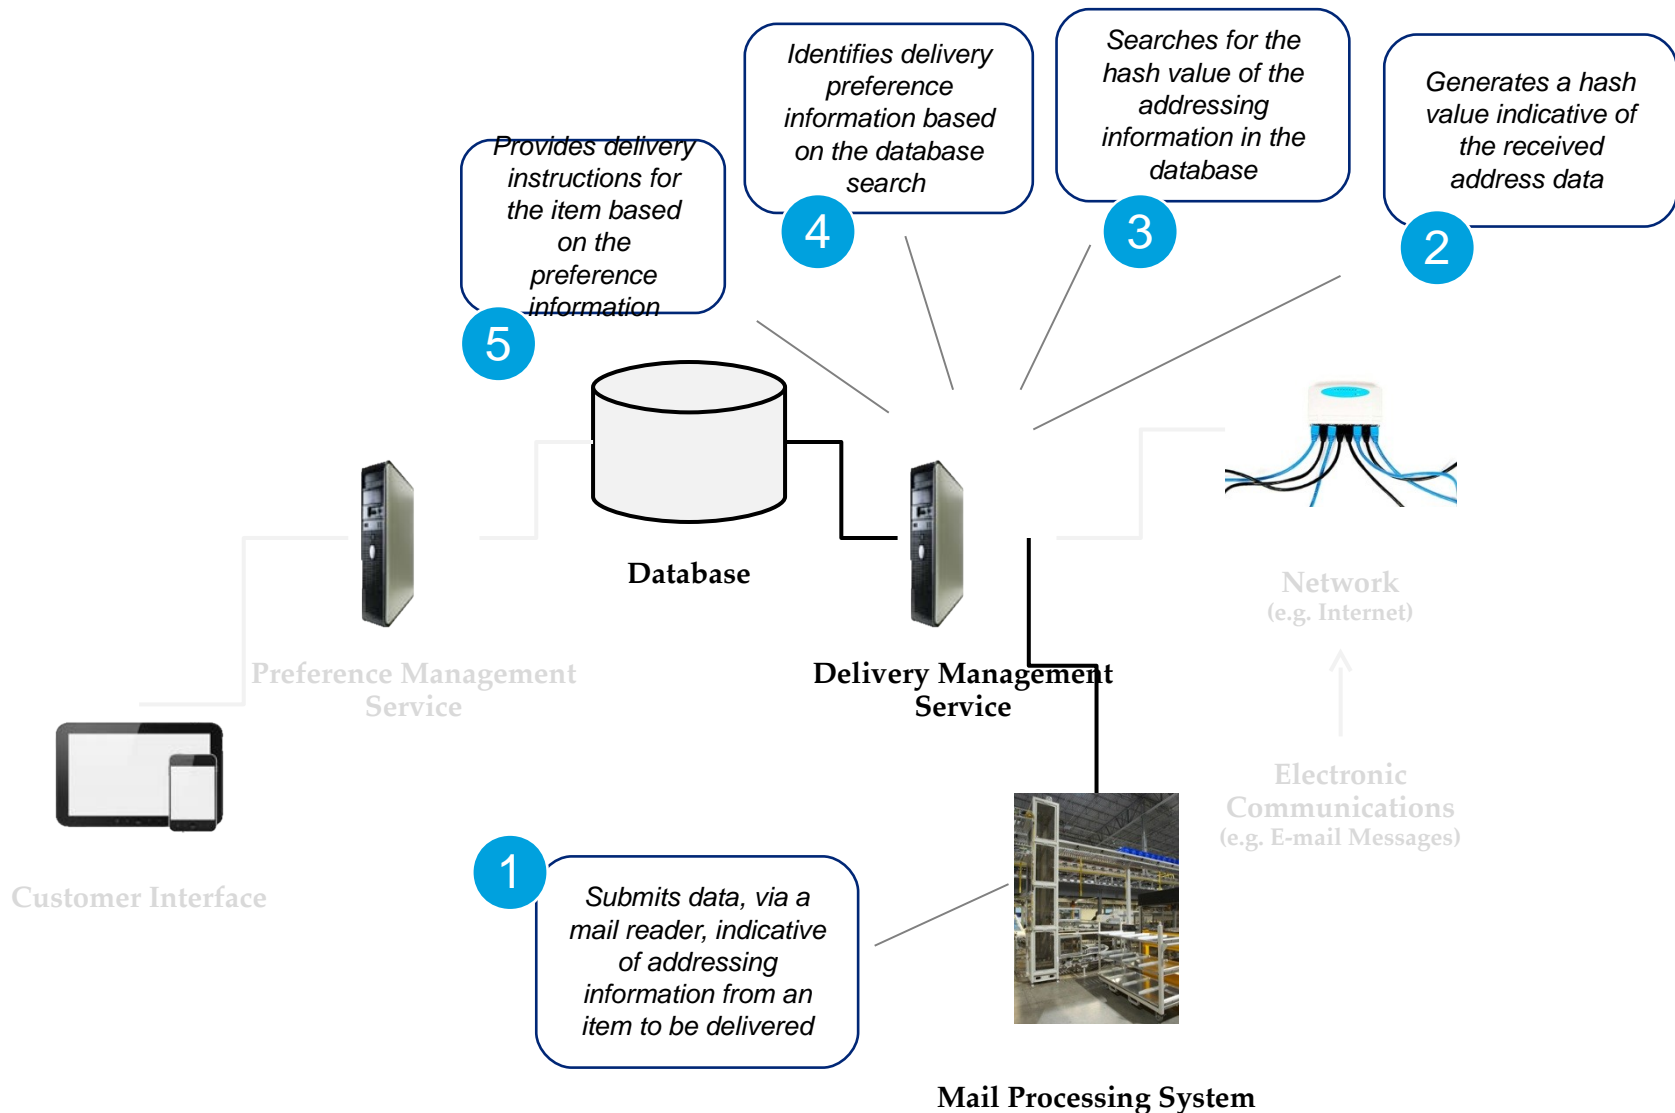 Identifies delivery
preference
information based
on the database
search
4
Searches for the
hash value of the
addressing
information in the
database
3
Generates a hash
value indicative of
the received
address data
2
Provides delivery
instructions for
the item based
on the
preference
information
5
Database
Network
(e.g. Internet)
Preference Management
Service
Delivery Management
Service
Electronic
Communications
(e.g. E-mail Messages)
Customer Interface
1
Submits data, via a
mail reader, indicative
of addressing
information from an
item to be delivered
Mail Processing System